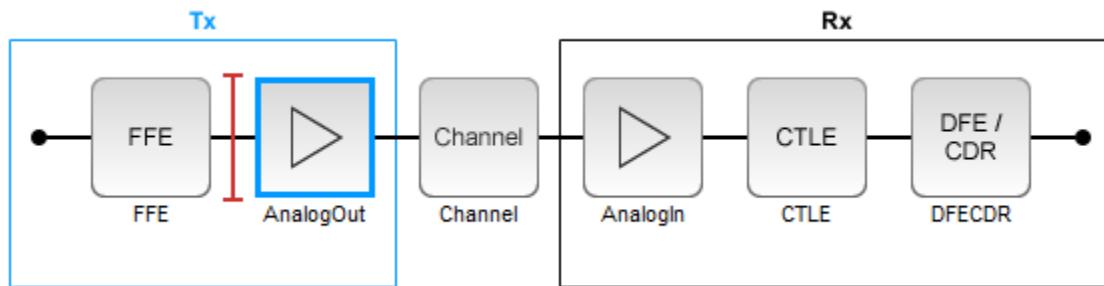 Tx
Rx
FFE
Channel
CTLE
DFE /
CDR
FFE
AnalogOut
Channel
AnalogIn
CTLE
DFECDR